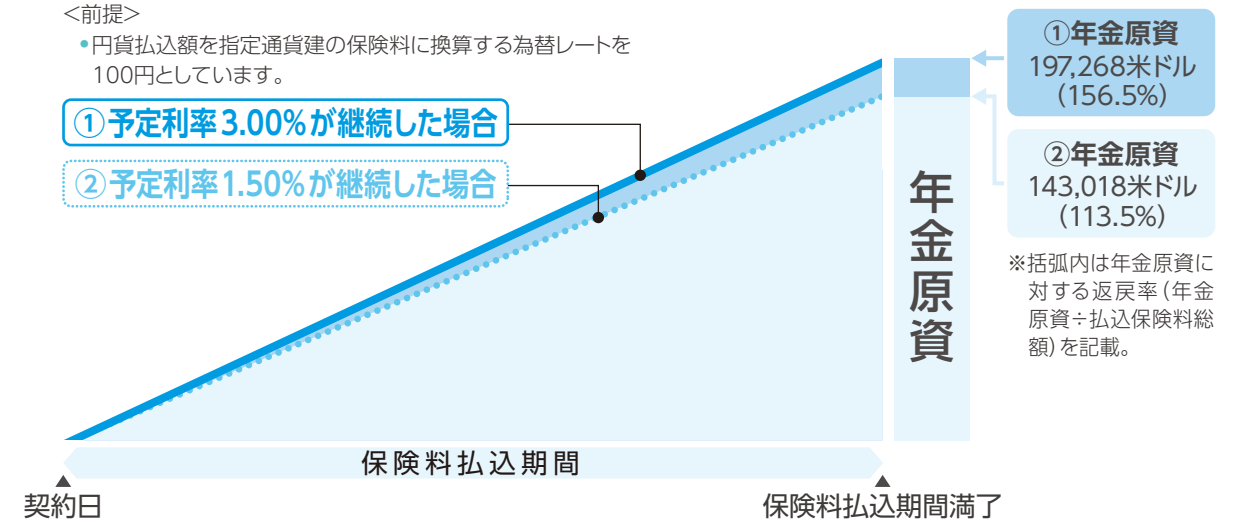 ＜前提＞
•円貨払込額を指定通貨建の保険料に換算する為替レートを
100円としています。
①予定利率3.00%が継続した場合
②予定利率1.50%が継続した場合
①年金原資
197,268米ドル
(156.5%)
②年金原資
143,018米ドル
(113.5%)
※括弧内は年金原資に
対する返戻率(年金
原資÷払込保険料総
額)を記載。
年金原資
保険料払込期間
▲
契約日
▲
保険料払込期間満了